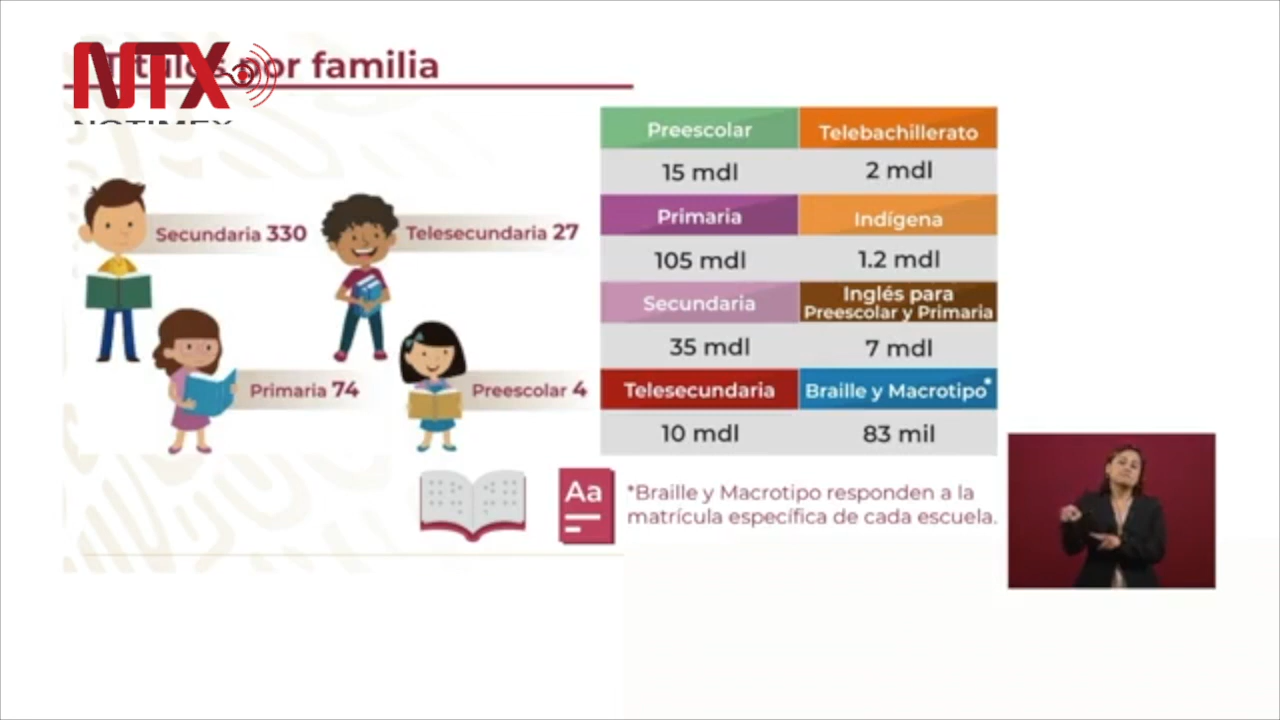 NTX
NOTIMEX
Títulos por familia
Secundaria 330
Telesecundaria 27
Primaria 74
Preescolar 4
Preescolar
Telebachillerato
15 mdl
2 mdl
Primaria
Indígena
105 mdl
1.2 mdl
Secundaria
Inglés para
Preescolar y Primaria
35 mdl
7 mdl
Telesecundaria
Braille y Macrotipo*
10 mdl
83 mil
Aa
*Braille y Macrotipo responden a la
matrícula específica de cada escuela.